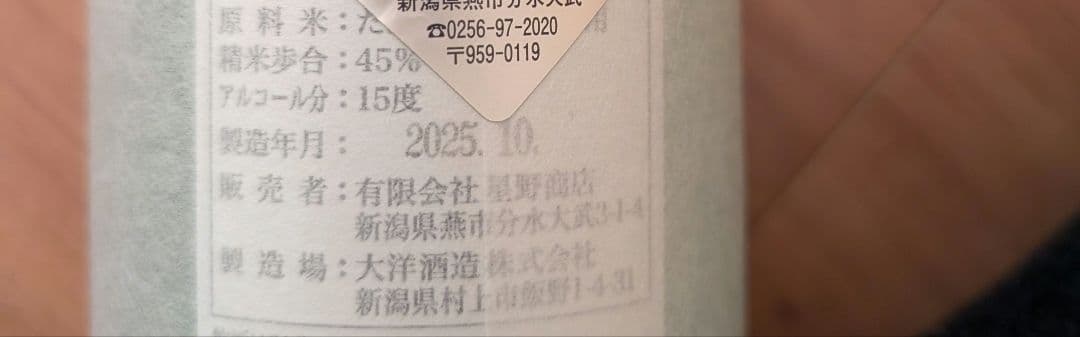 新潟県燕市分水大武
☎0256-97-2020
〒959-0119
原料米：た
精米歩合：45%
アルコール分：15度
製造年月： 2025.10.
販売者：有限会社星野商店
新潟県燕市分水大武3-1-4
製造場：大洋酒造株式会社
新潟県村上市飯野1-4-31